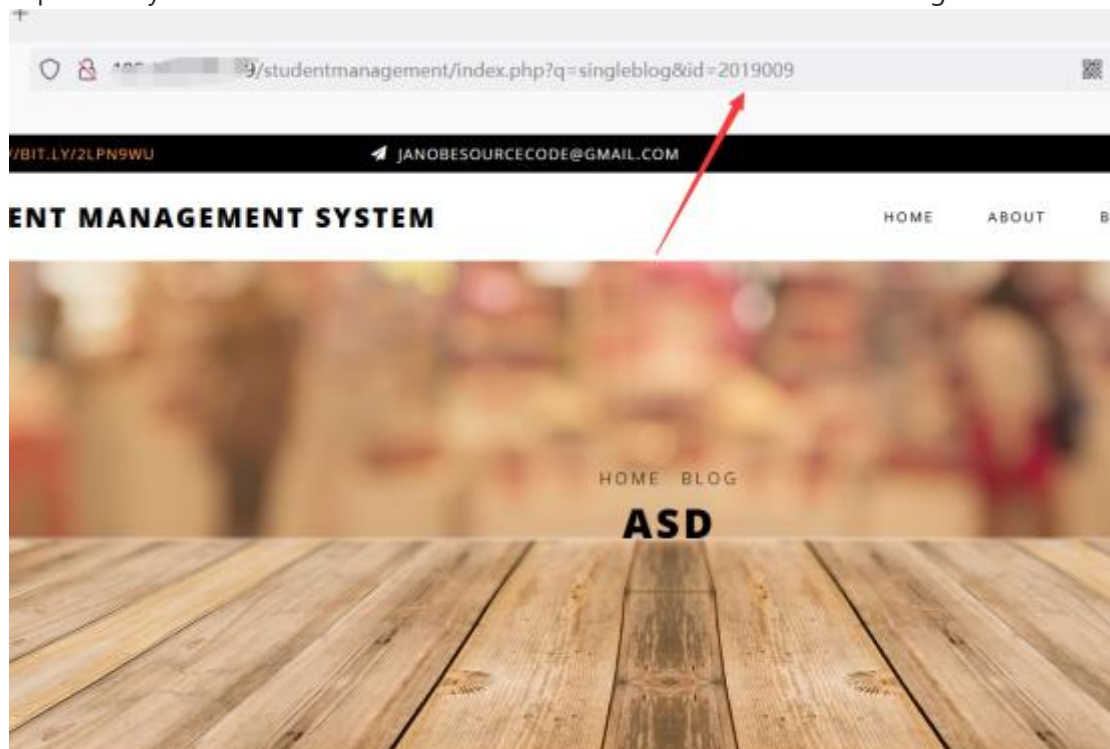 +
9/studentmanagement/index.php?q=singleblog&id=2019009
//BIT.LY/2LPN9WU JANOBESOURCECODE@GMAIL.COM
ENT MANAGEMENT SYSTEM HOME ABOUT B
HOME BLOG
ASD